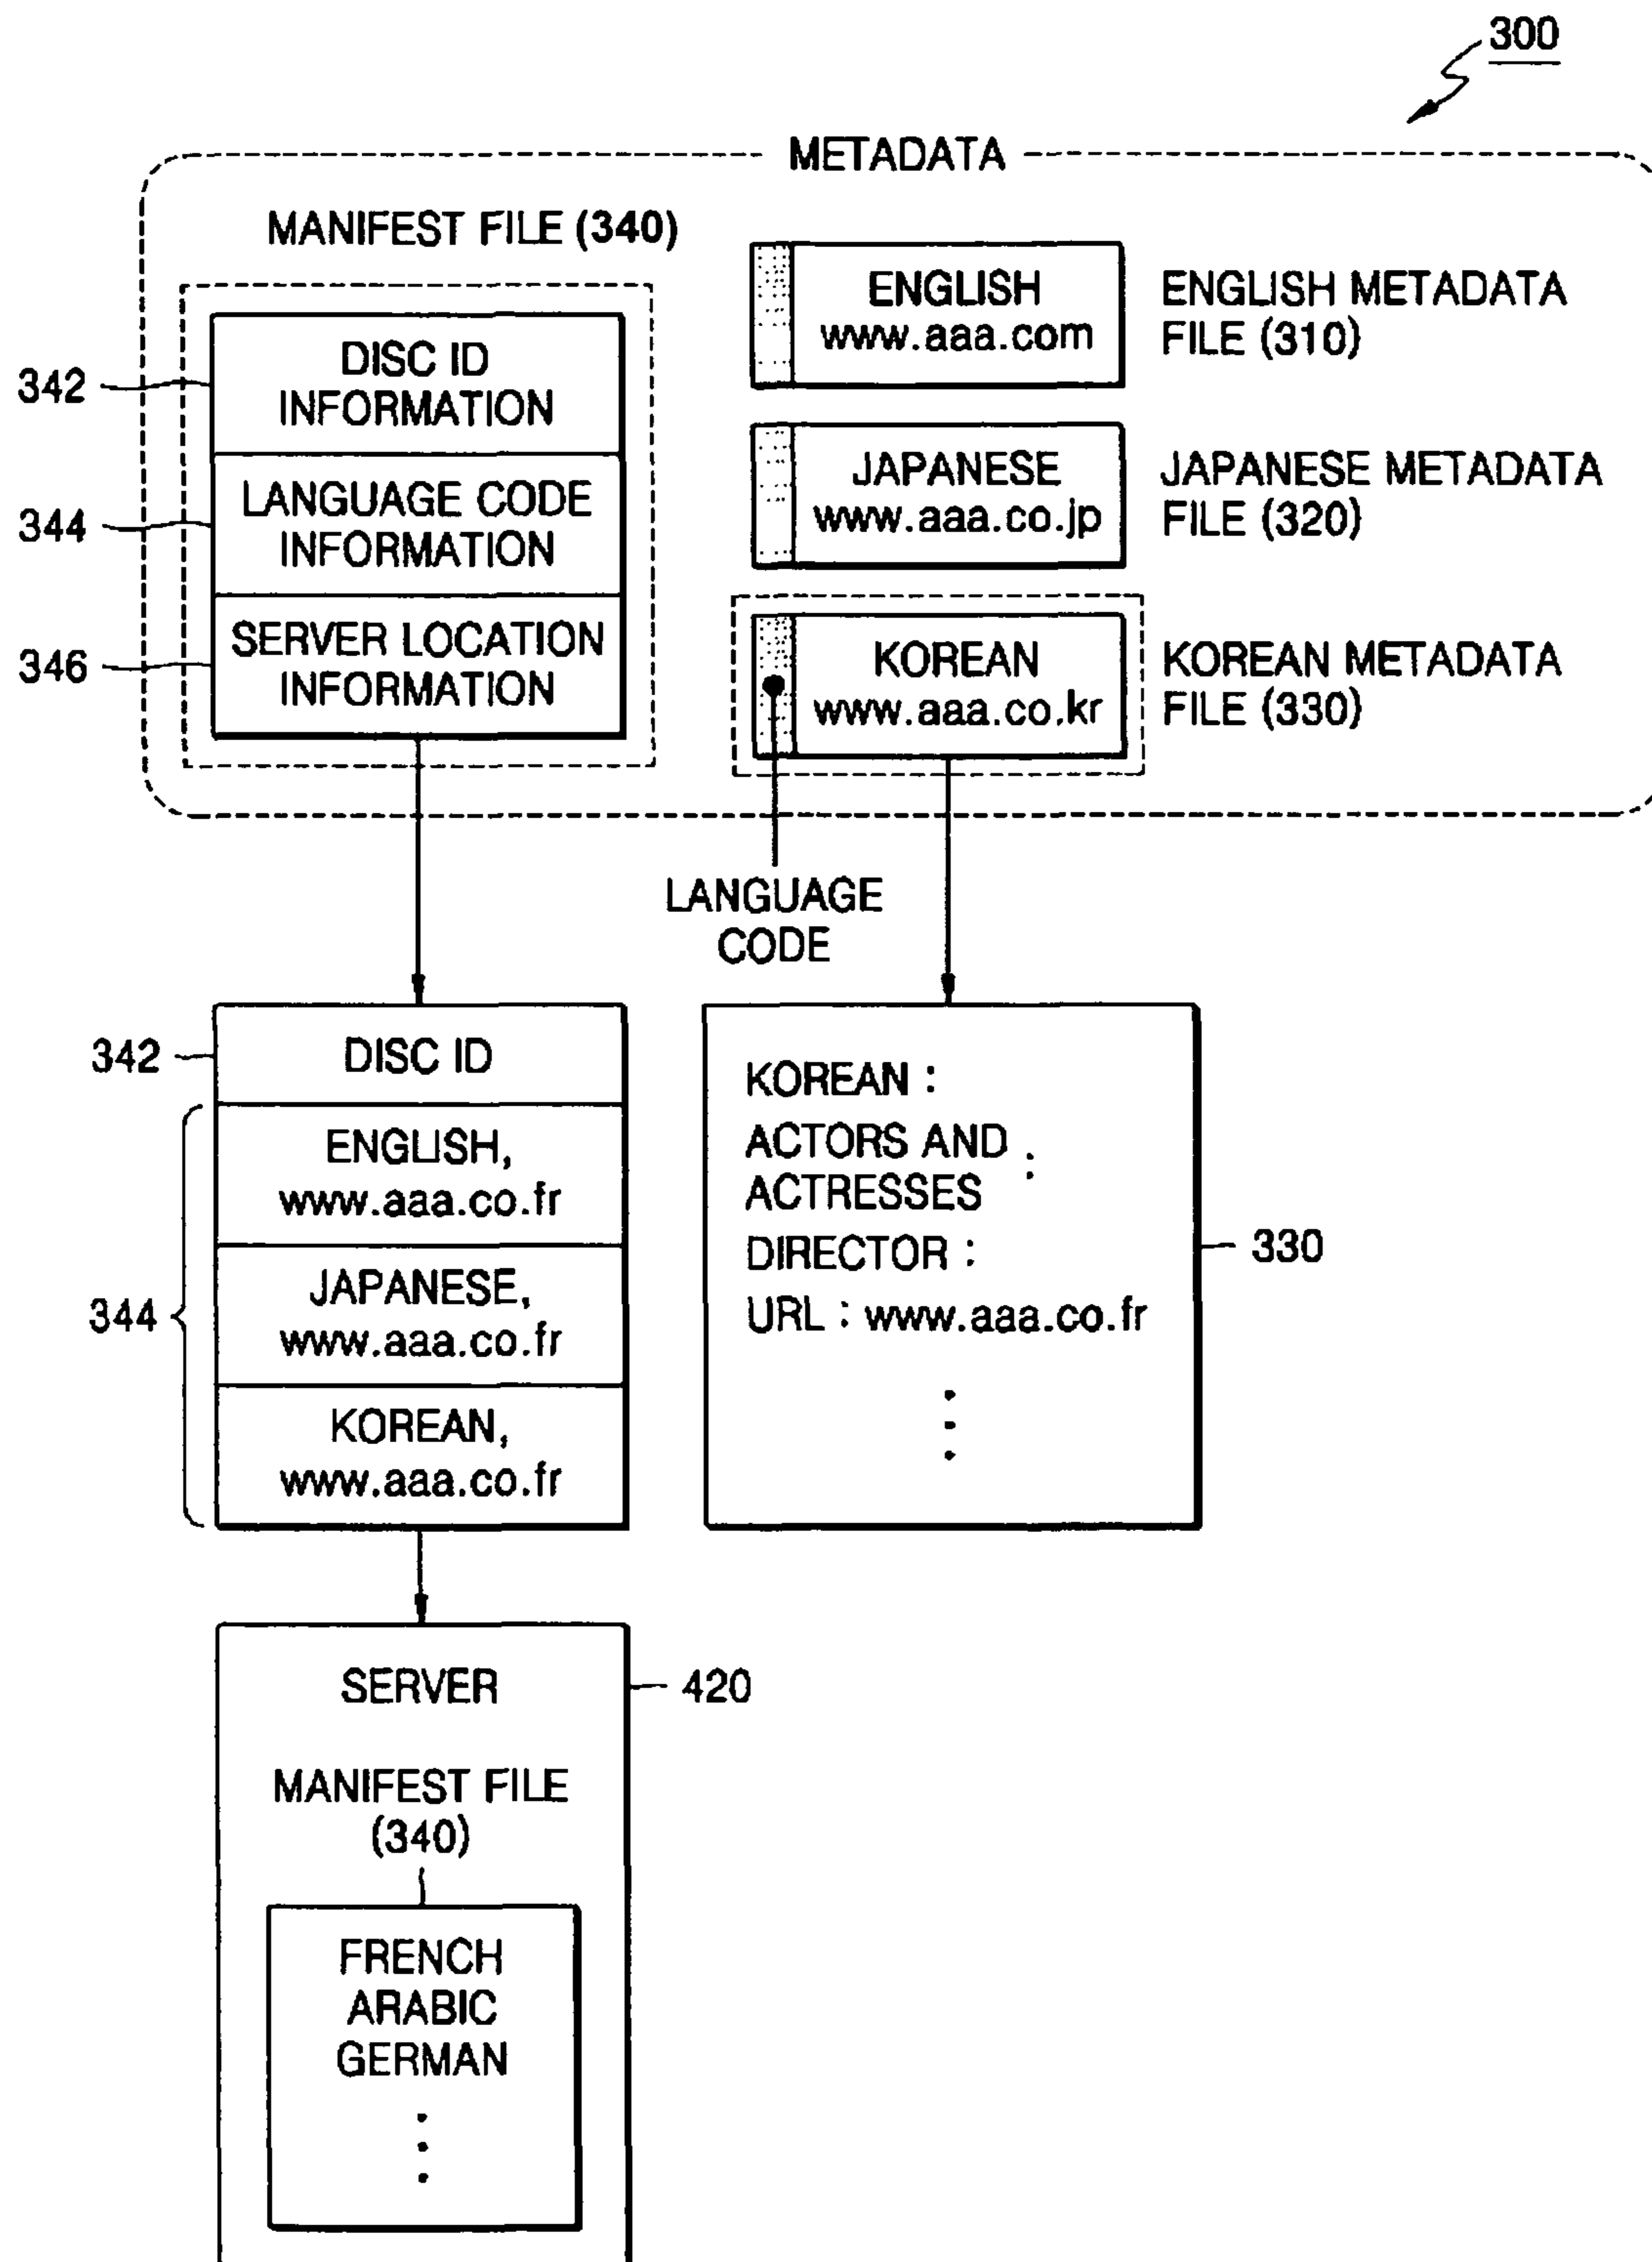 300
METADATA
MANIFEST FILE (340)
342
DISC ID
INFORMATION
344
LANGUAGE CODE
INFORMATION
346
SERVER LOCATION
INFORMATION
ENGLISH
www.aaa.com
ENGLISH METADATA
FILE (310)
JAPANESE
www.aaa.co.jp
JAPANESE METADATA
FILE (320)
KOREAN
www.aaa.co.kr
KOREAN METADATA
FILE (330)
LANGUAGE
CODE
342
DISC ID
344
ENGLISH,
www.aaa.co.fr
JAPANESE,
www.aaa.co.fr
KOREAN,
www.aaa.co.fr
KOREAN :
ACTORS AND :
ACTRESSES
DIRECTOR :
URL : www.aaa.co.fr
330
SERVER
420
MANIFEST FILE
(340)
FRENCH
ARABIC
GERMAN